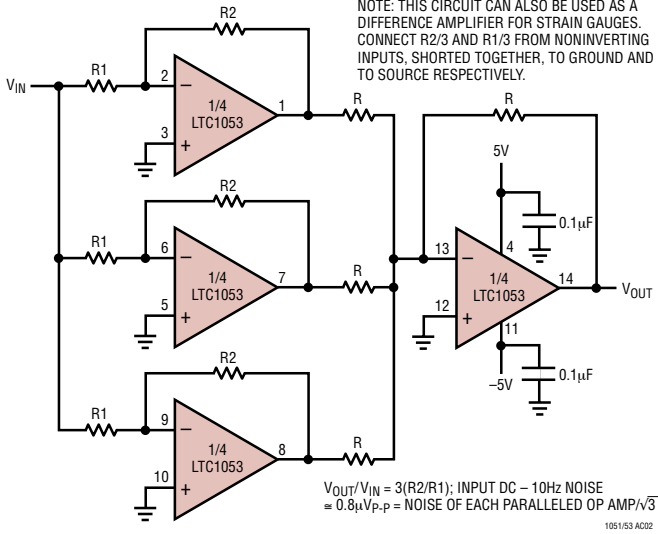 NOTE: THIS CIRCUIT CAN ALSO BE USED AS A
DIFFERENCE AMPLIFIER FOR STRAIN GAUGES.
CONNECT R2/3 AND R1/3 FROM NONINVERTING
INPUTS, SHORTED TOGETHER, TO GROUND AND
TO SOURCE RESPECTIVELY.
R2
VIN
R1
2
–
1/4
LTC1053
1
3
+
R
R
5V
0.1µF
R2
R1
6
–
1/4
LTC1053
7
5
+
R
13
–
4
1/4
LTC1053
14
VOUT
12
+
11
–5V
0.1µF
R2
R1
9
–
1/4
LTC1053
8
10
+
R
VOUT/VIN = 3(R2/R1); INPUT DC – 10Hz NOISE
≅ 0.8µVP-P = NOISE OF EACH PARALLELED OP AMP/√3
1051/53 AC02